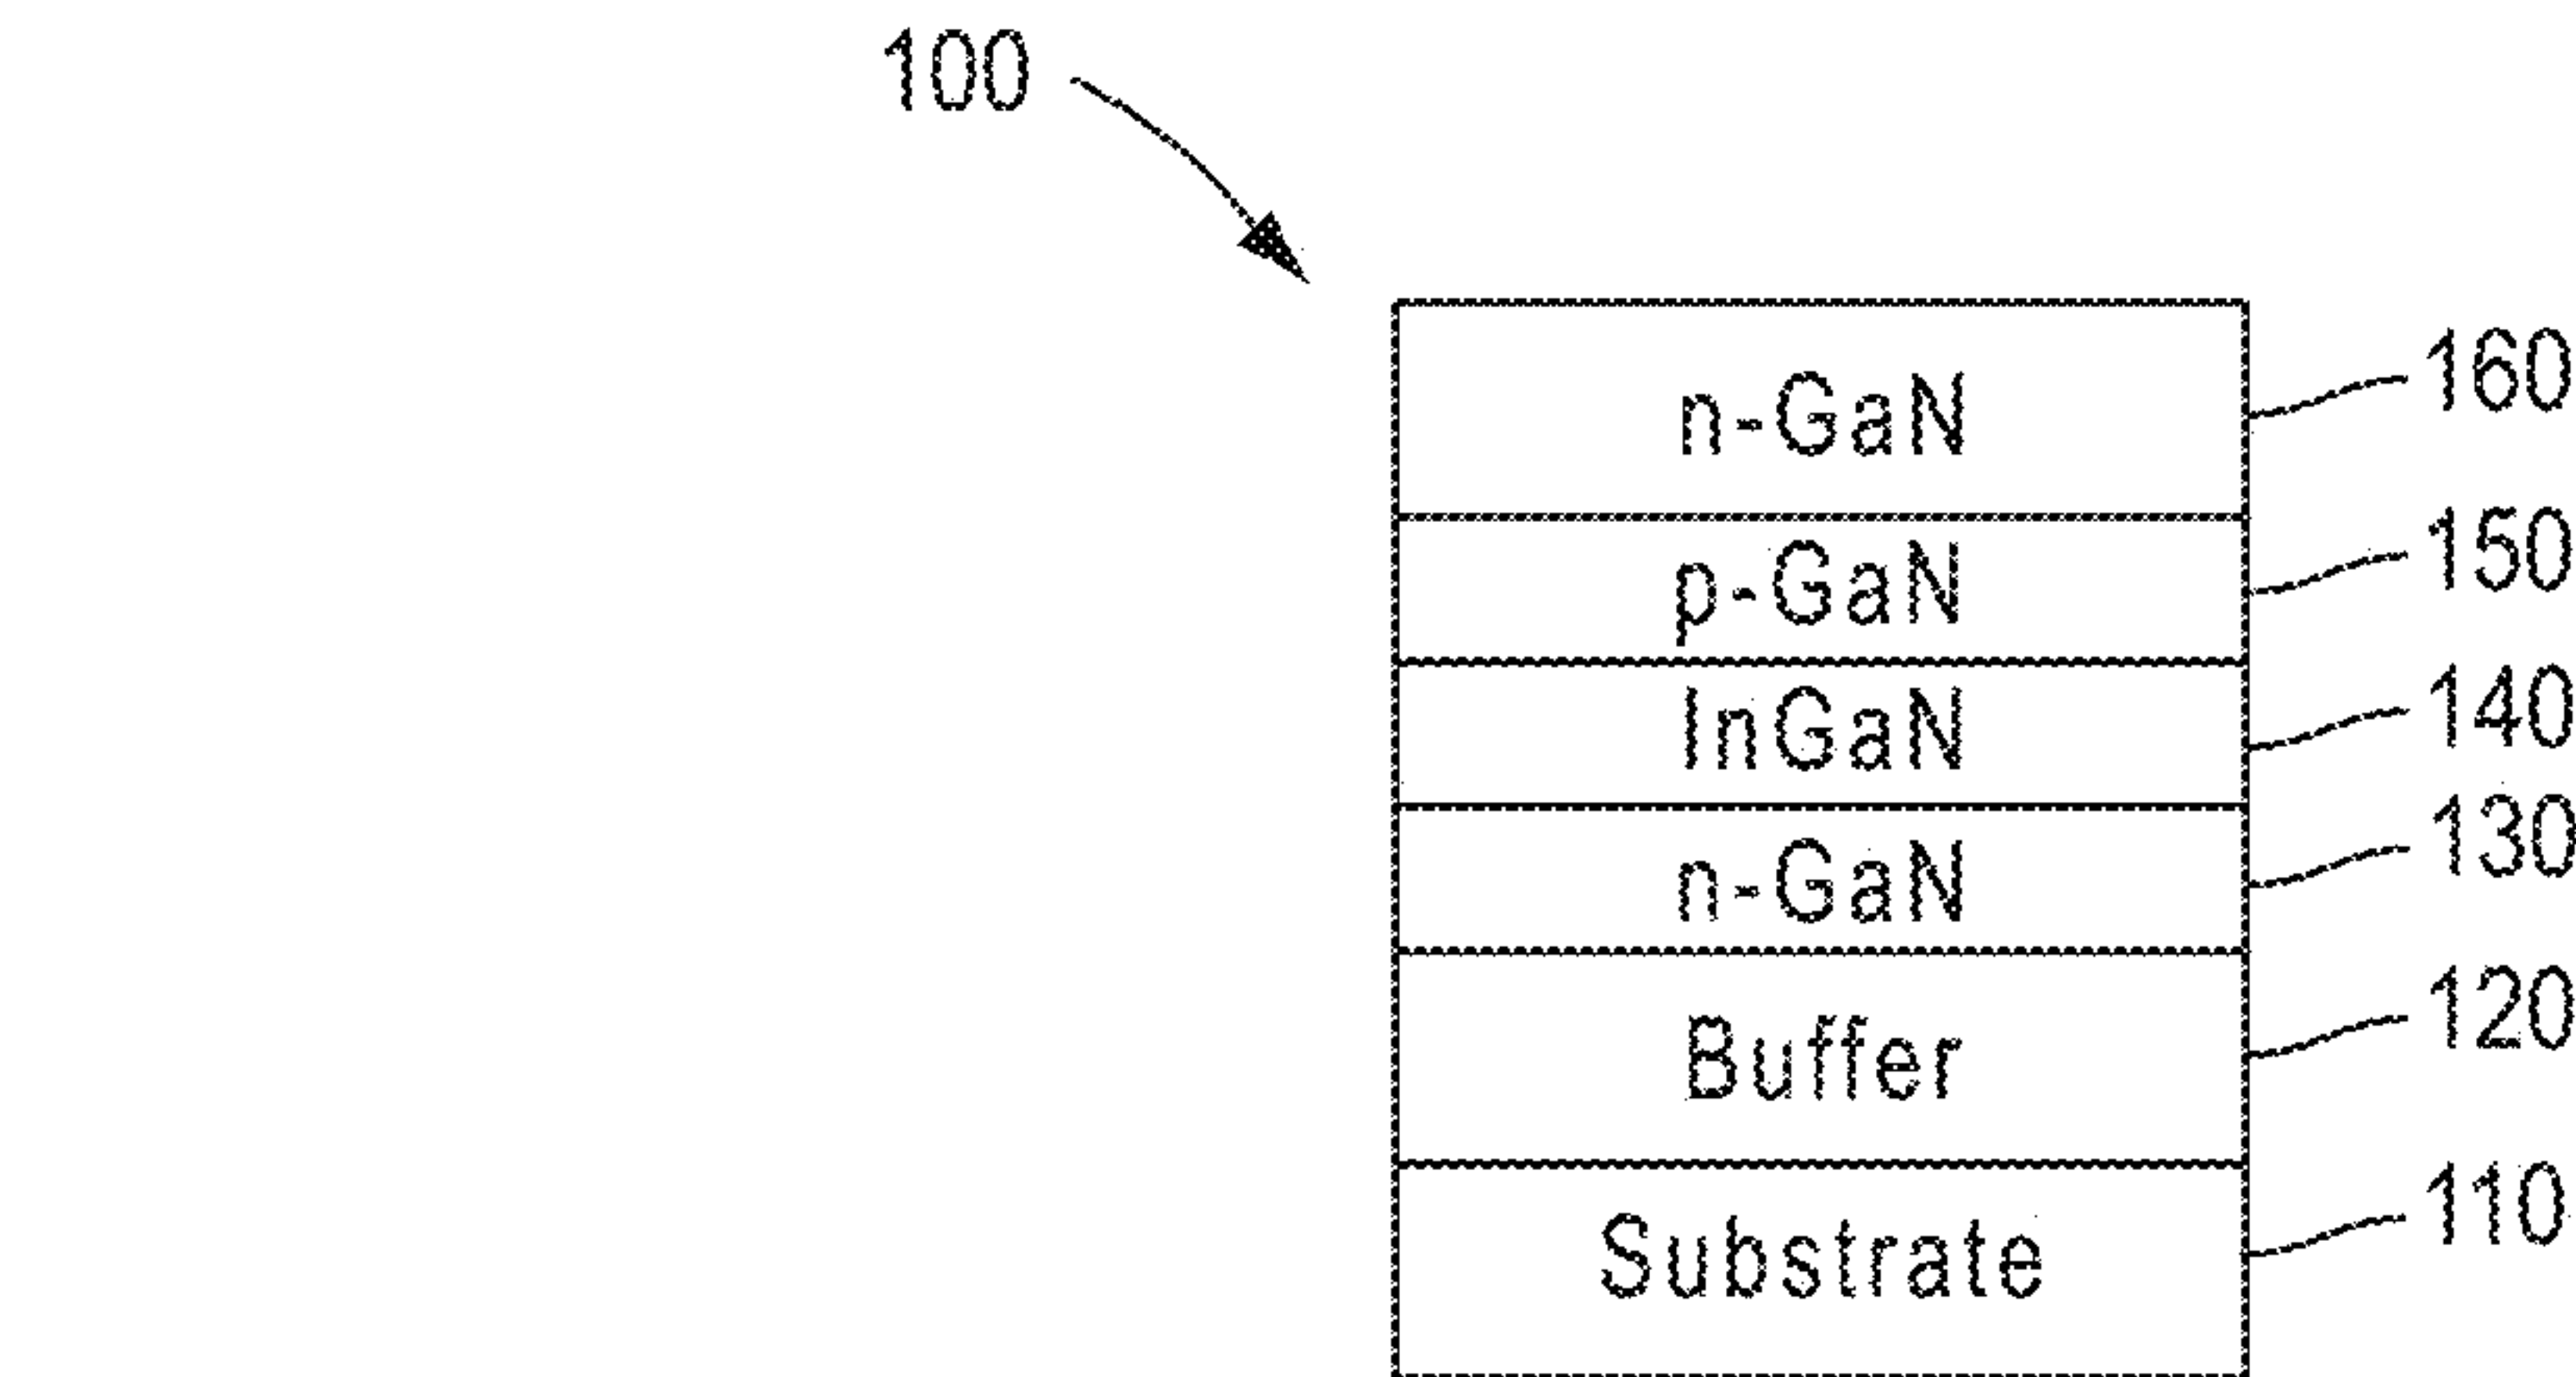 100
n-GaN 160
p-GaN 150
InGaN 140
n-GaN 130
Buffer 120
Substrate 110